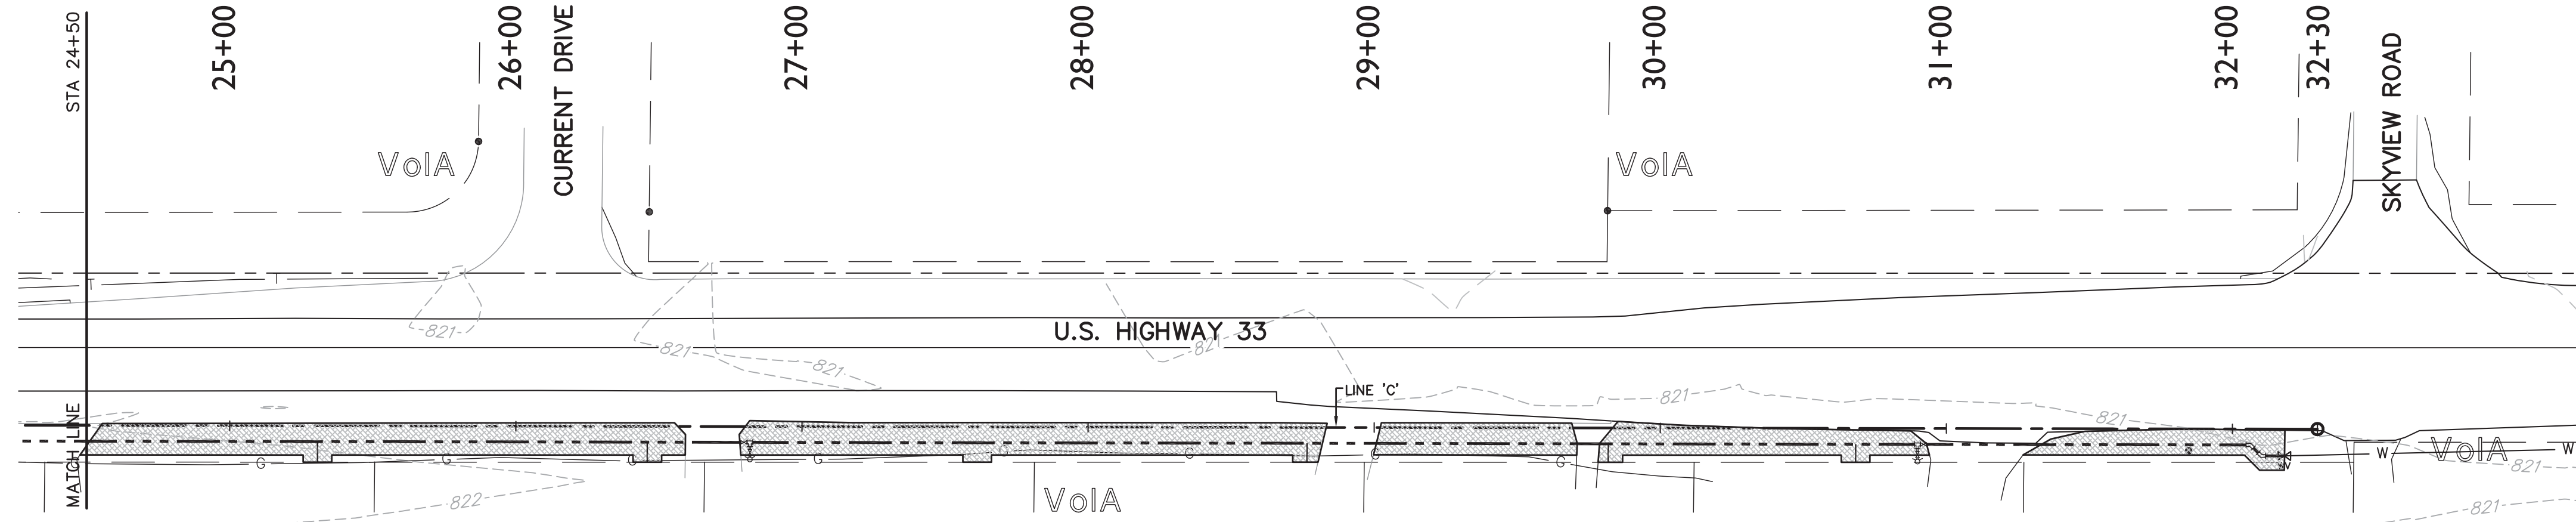 STA 24+50
25+00
26+00
CURRENT DRIVE
27+00
28+00
29+00
30+00
31+00
32+00
32+30
SKYVIEW ROAD
VolA
VolA
821
821
821
U.S. HIGHWAY 33
821
LINE 'C'
821
821
MATCH LINE
G
G
G
G
G
G
G
G
W
VolA
W
821
822
VolA
821